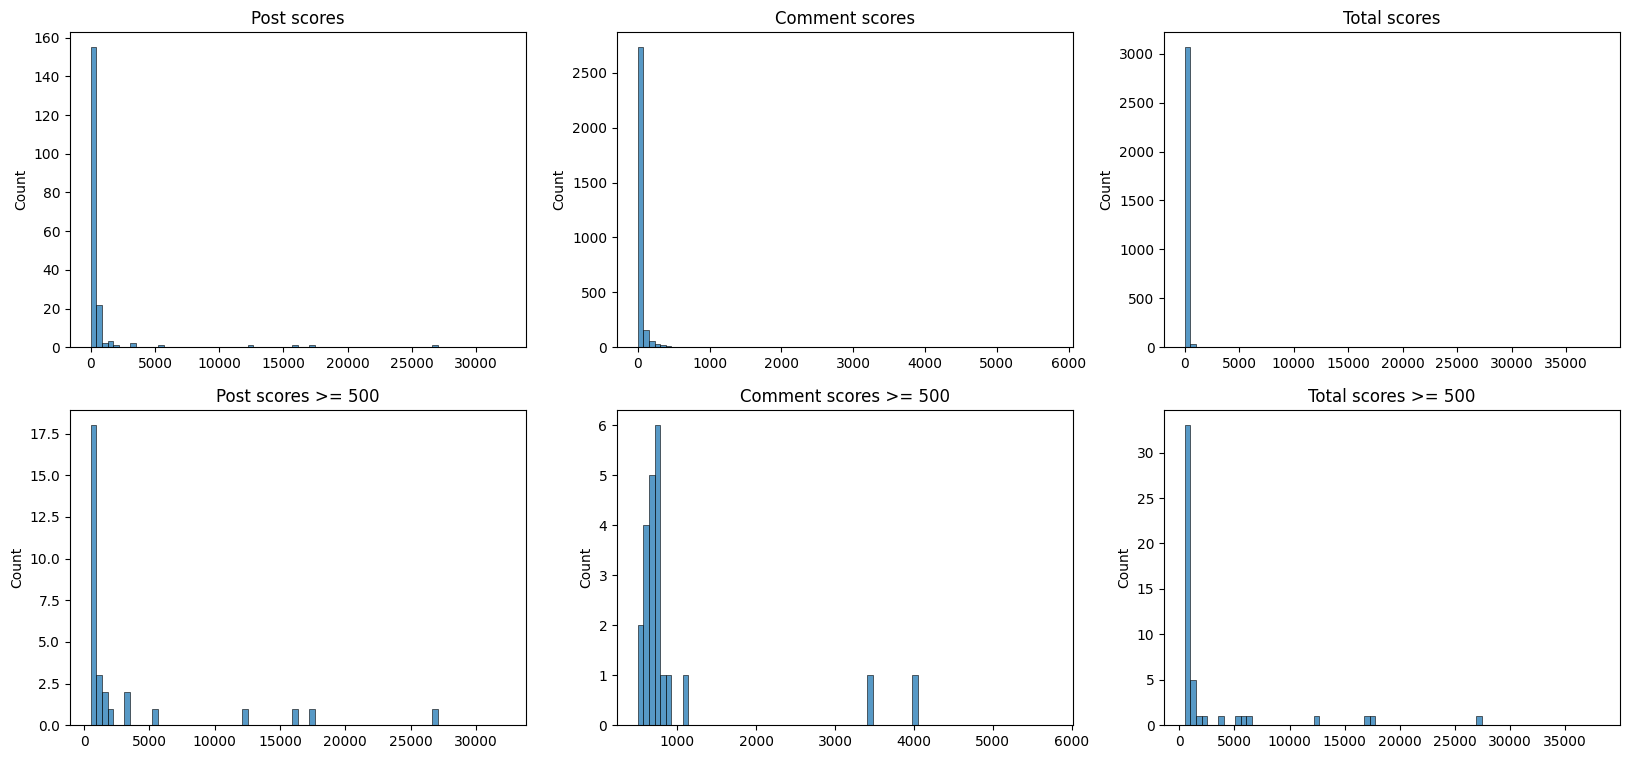 Post scores
Count
160
140
120
100
80
60
40
20
0
0 5000 10000 15000 20000 25000 30000
Comment scores
Count
2500
2000
1500
1000
500
0
0 1000 2000 3000 4000 5000 6000
Total scores
Count
3000
2500
2000
1500
1000
500
0
0 5000 10000 15000 20000 25000 30000 35000
Post scores >= 500
Count
17.5
15.0
12.5
10.0
7.5
5.0
2.5
0.0
0 5000 10000 15000 20000 25000 30000
Comment scores >= 500
Count
6
5
4
3
2
1
0
1000 2000 3000 4000 5000 6000
Total scores >= 500
Count
30
25
20
15
10
5
0
0 5000 10000 15000 20000 25000 30000 35000